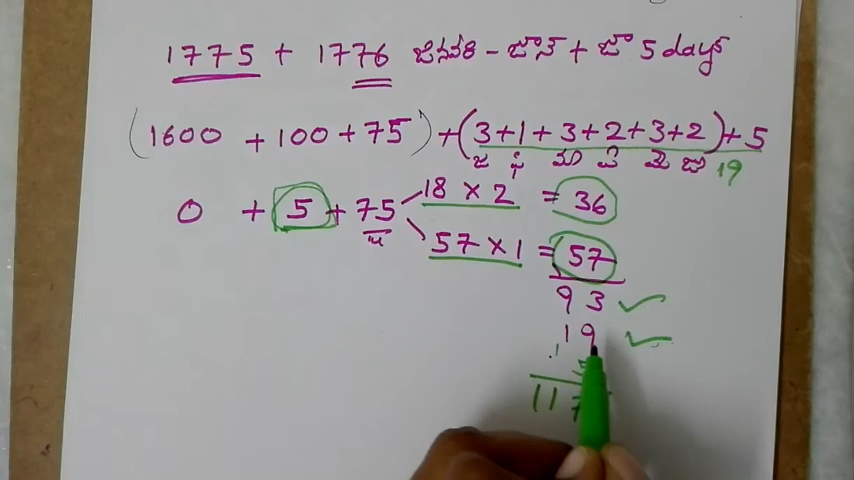 1775 + 1776 ಜನವರಿ - ಜೂನ್ + ಜೂ 5 days
(1600 + 100 + 75) + (3+1+3+2+3+2) + 5
ಜ ಫ ಮಾ ಏ ಮೆ ಜು 19
0 + 5 + 75 18 × 2 = 36
57 × 1 = 57
93
19
117